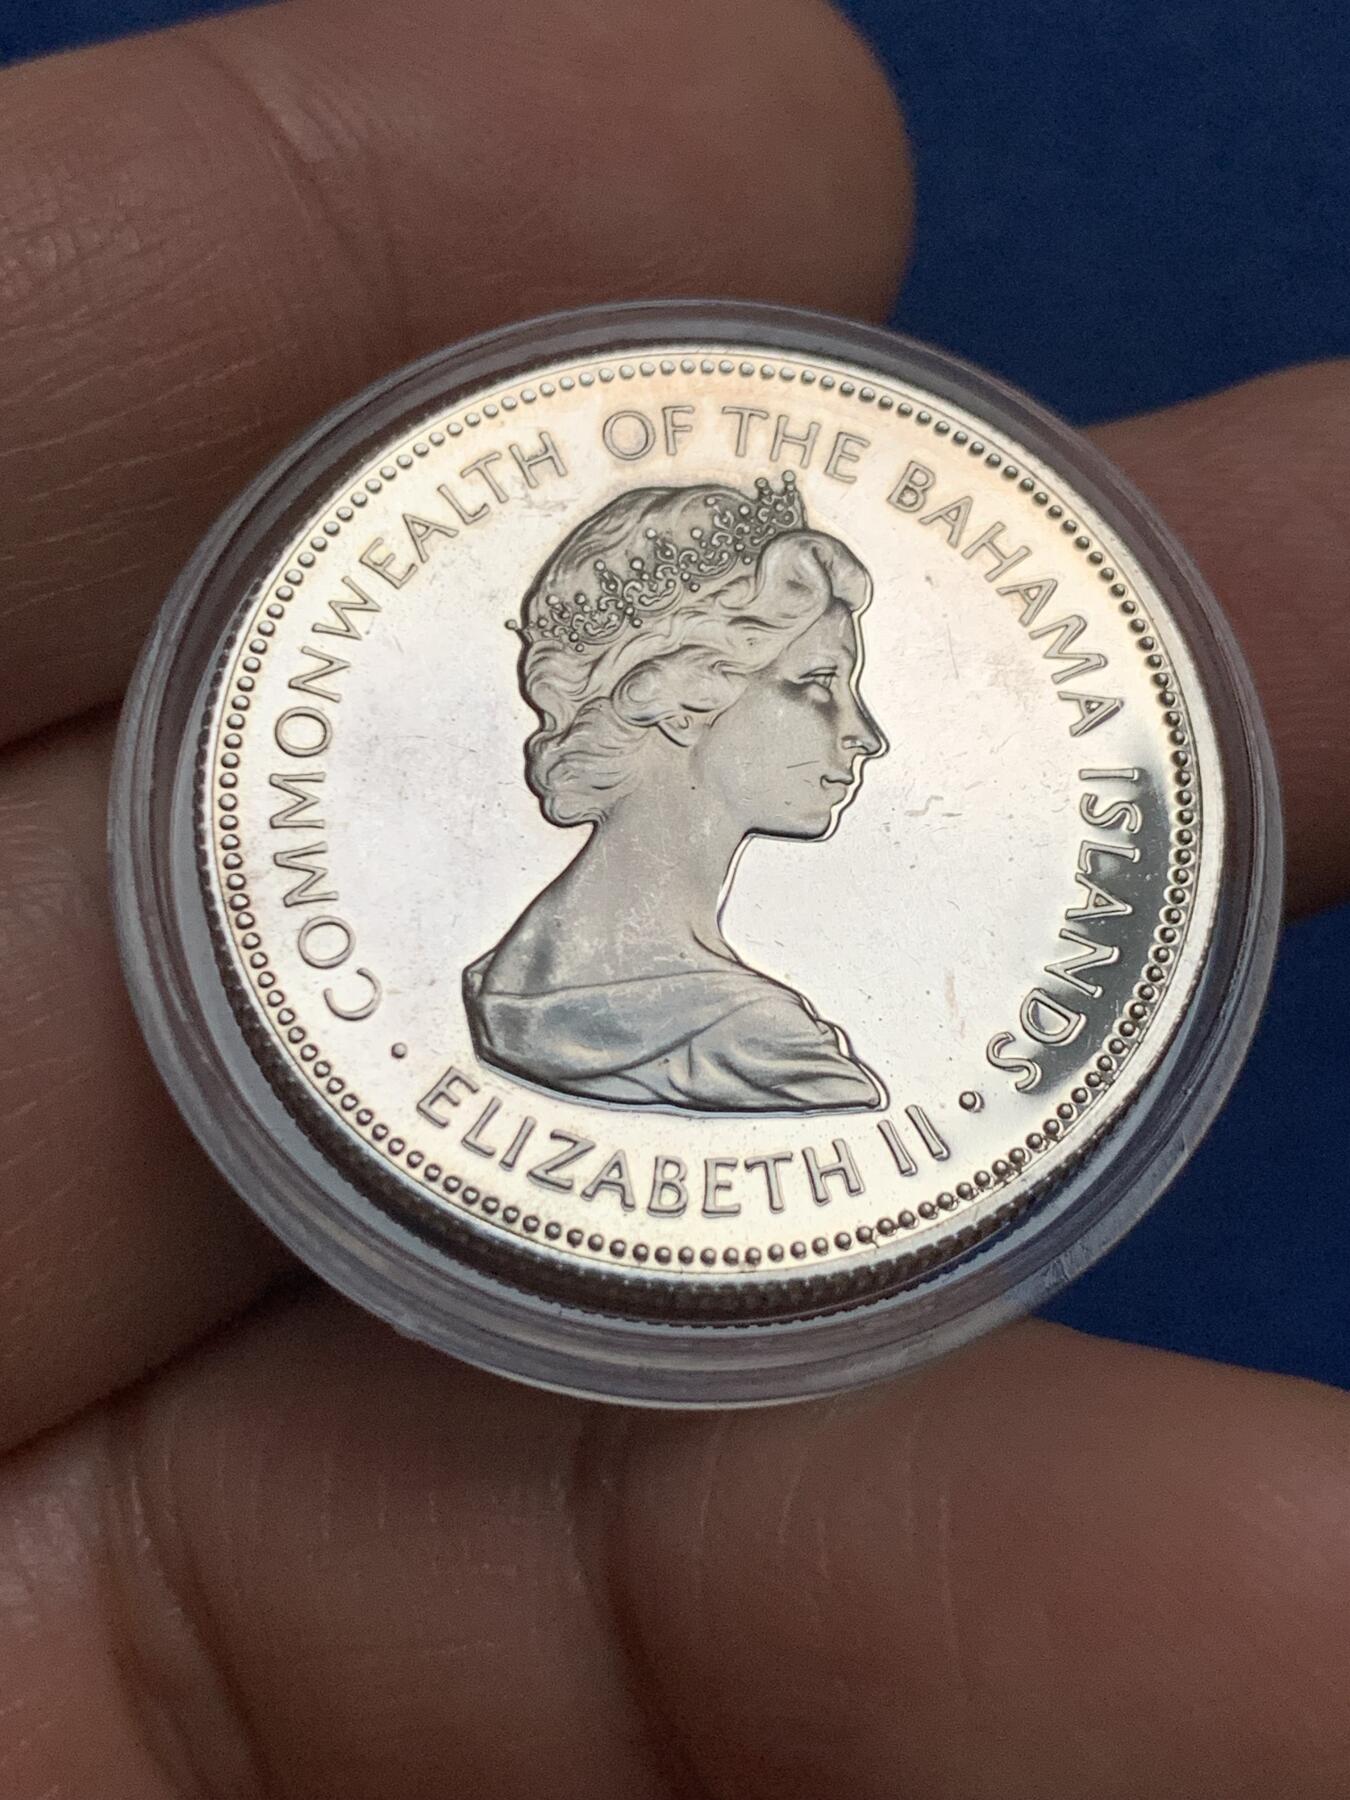 COMMONWEALTH OF THE BAHAMA ISLANDS
• ELIZABETH II •